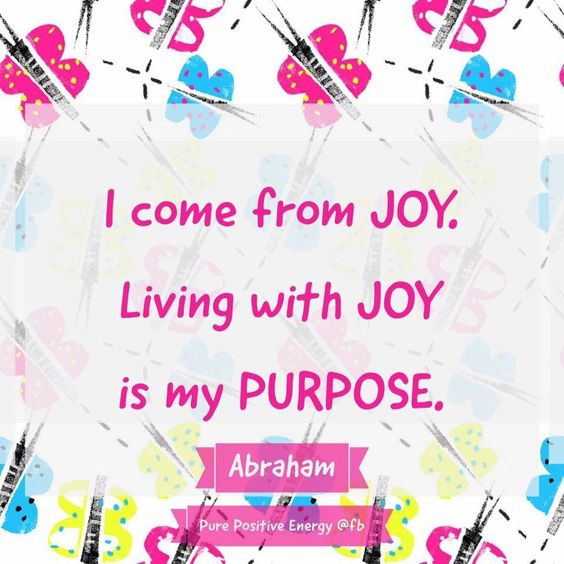 I come from JOY.
Living with JOY
is my PURPOSE.
Abraham
Pure Positive Energy @fb